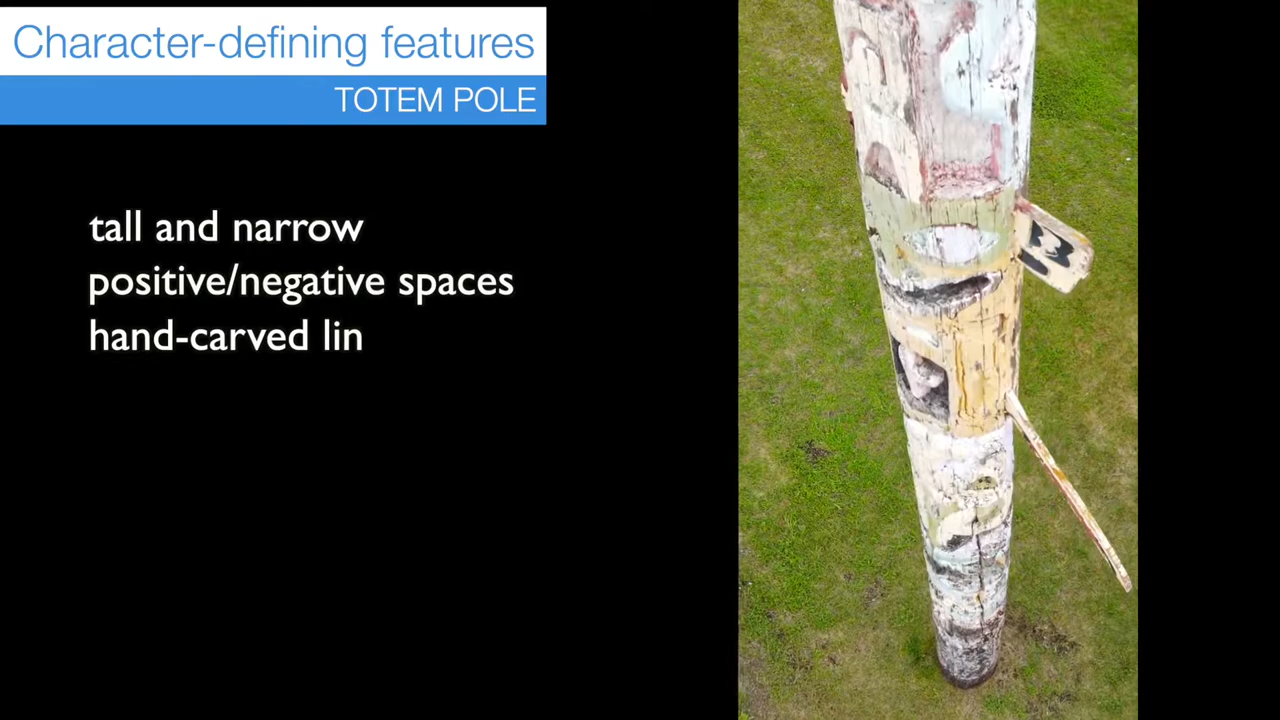 Character-defining features
TOTEM POLE
tall and narrow
positive/negative spaces
hand-carved lin